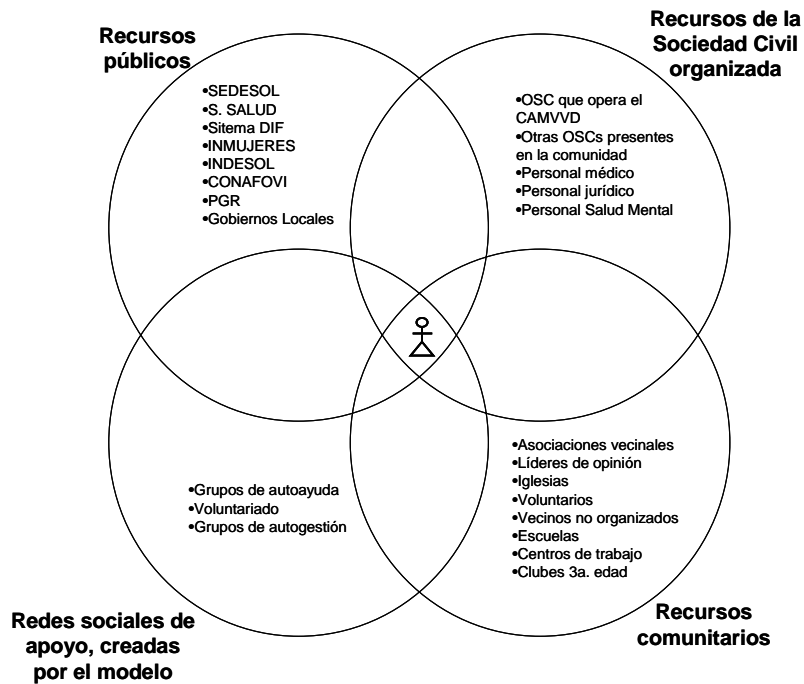 Recursos
públicos
•SEDESOL
•S. SALUD
•Sitema DIF
•INMUJERES
•INDESOL
•CONAFOVI
•PGR
•Gobiernos Locales
Recursos de la
Sociedad Civil
organizada
•OSC que opera el
CAMVVD
•Otras OSCs presentes
en la comunidad
•Personal médico
•Personal jurídico
•Personal Salud Mental
•Grupos de autoayuda
•Voluntariado
•Grupos de autogestión
Redes sociales de
apoyo, creadas
por el modelo
•Asociaciones vecinales
•Líderes de opinión
•Iglesias
•Voluntarios
•Vecinos no organizados
•Escuelas
•Centros de trabajo
•Clubes 3a. edad
Recursos
comunitarios